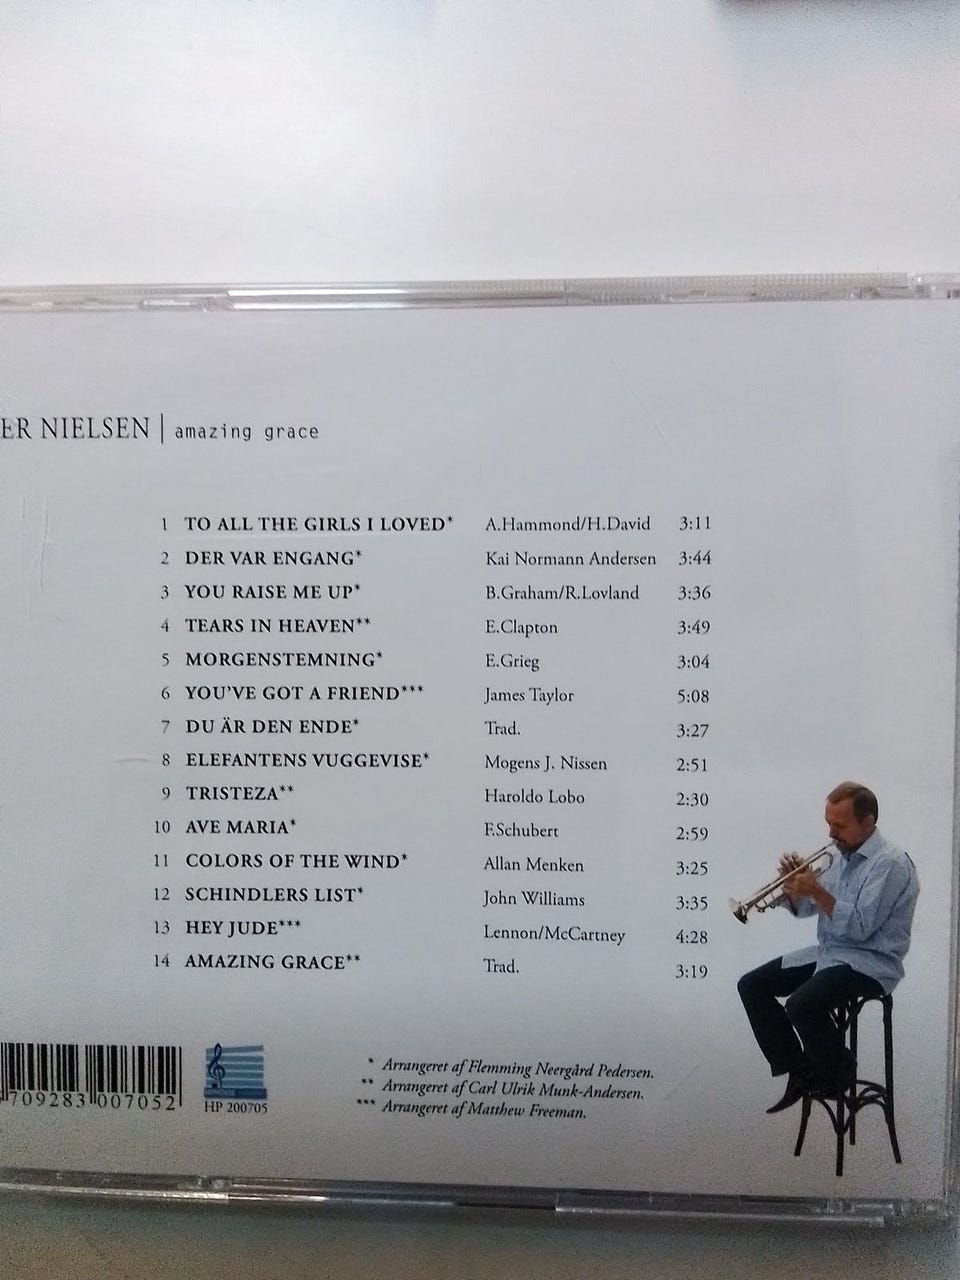 ER NIELSEN | amazing grace
1 TO ALL THE GIRLS I LOVED* A.Hammond/H.David 3:11
2 DER VAR ENGANG* Kai Normann Andersen 3:44
3 YOU RAISE ME UP* B.Graham/R.Lovland 3:36
4 TEARS IN HEAVEN** E.Clapton 3:49
5 MORGENSTEMNING* E.Grieg 3:04
6 YOU'VE GOT A FRIEND*** James Taylor 5:08
7 DU ÄR DEN ENDE* Trad. 3:27
8 ELEFANTENS VUGGEVISE* Mogens J. Nissen 2:51
9 TRISTEZA** Haroldo Lobo 2:30
10 AVE MARIA* F.Schubert 2:59
11 COLORS OF THE WIND* Allan Menken 3:25
12 SCHINDLERS LIST* John Williams 3:35
13 HEY JUDE*** Lennon/McCartney 4:28
14 AMAZING GRACE** Trad. 3:19
* Arrangeret af Flemming Neergård Pedersen.
** Arrangeret af Carl Ulrik Munk-Andersen.
*** Arrangeret af Matthew Freeman.
709283 007052
HP 200705